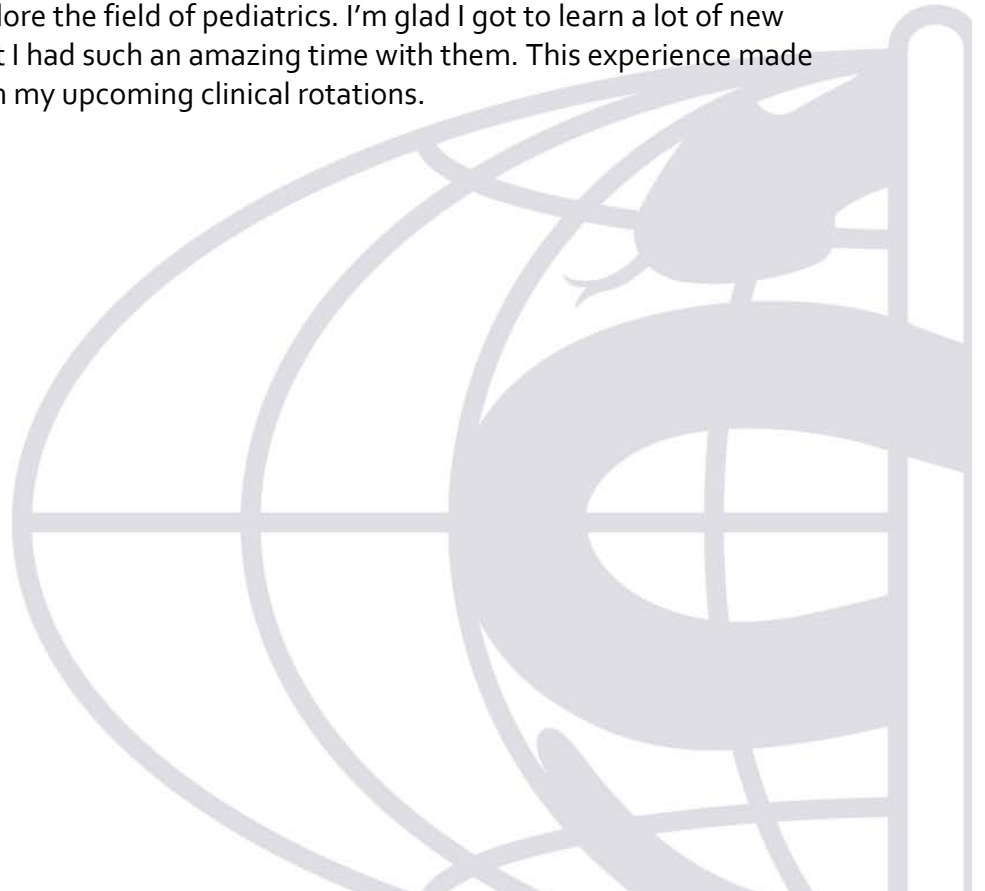 lore the field of pediatrics. I’m glad I got to learn a lot of new
t I had such an amazing time with them. This experience made
n my upcoming clinical rotations.